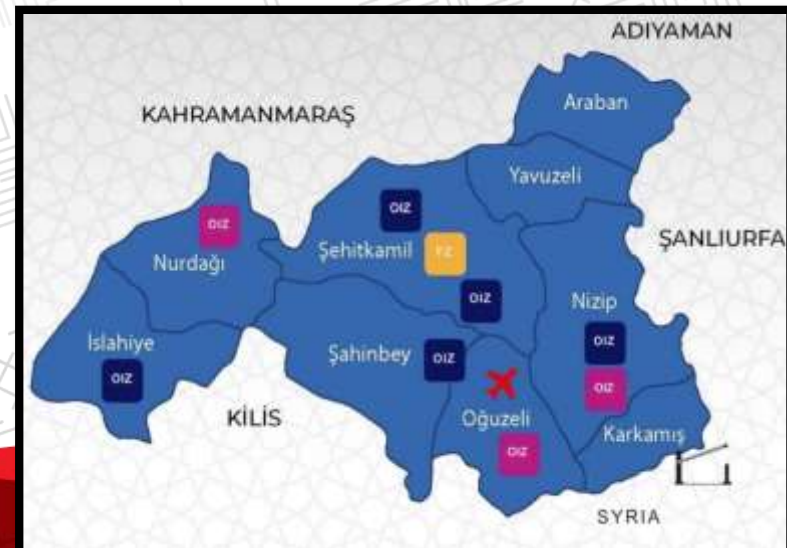 ADIYAMAN
Araban
KAHRAMANMARAŞ
Yavuzeli
OIZ
OIZ
Şehitkamil
ŞANLIURFA
Nurdağı
OIZ
Nizip
İslahiye
Şahinbey
OIZ
OIZ
OIZ
OIZ
KİLİS
Oğuzeli
Karkamış
OIZ
SYRIA